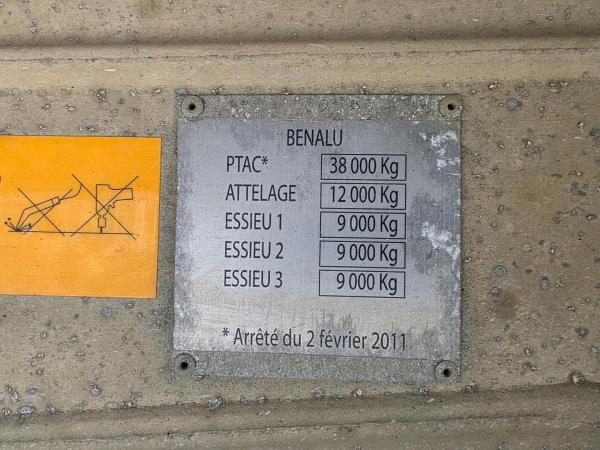 BENALU
PTAC* 38 000 Kg
ATTELAGE 12 000 Kg
ESSIEU 1 9 000 Kg
ESSIEU 2 9 000 Kg
ESSIEU 3 9 000 Kg
* Arrêté du 2 février 2011